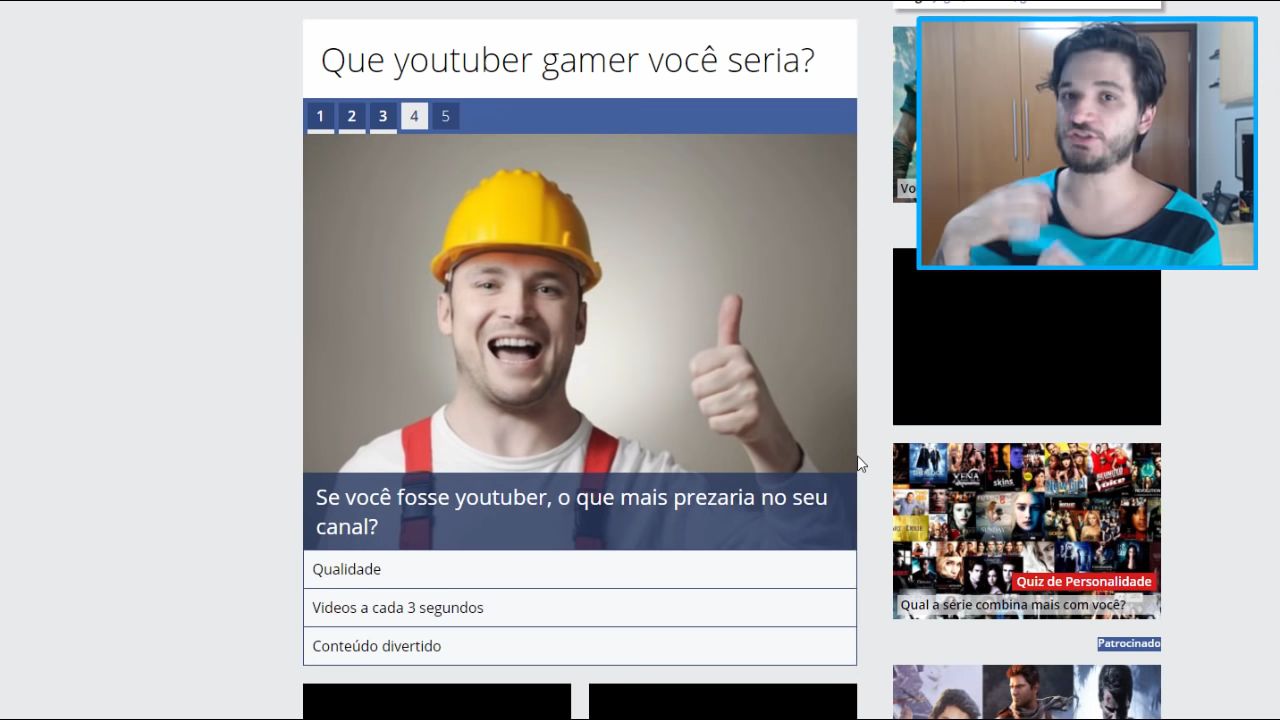 Que youtuber gamer você seria?
1 2 3 4 5
Vo
Se você fosse youtuber, o que mais prezaria no seu
canal?
Qualidade
Videos a cada 3 segundos
Conteúdo divertido
Quiz de Personalidade
Qual a série combina mais com você?
Patrocinado